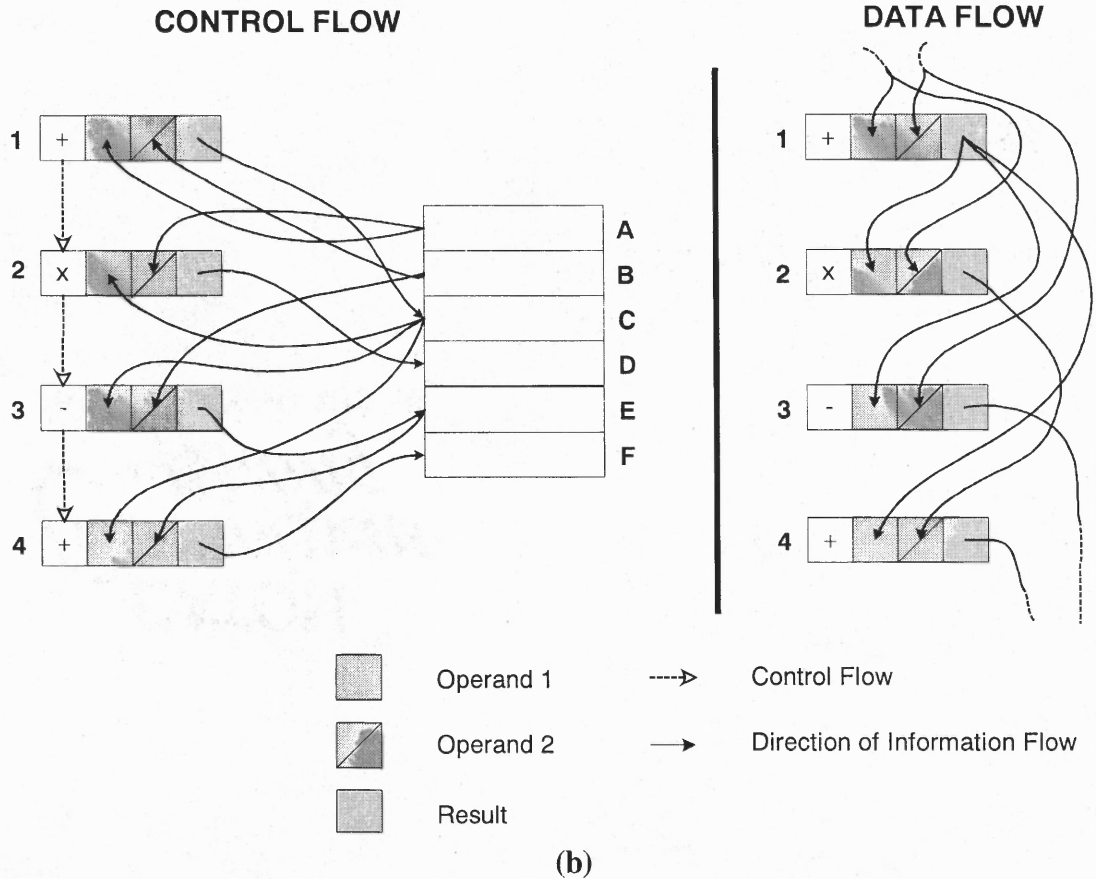 CONTROL FLOW
DATA FLOW
1 +
2 x
3 -
4 +
A
B
C
D
E
F
1 +
2 x
3 -
4 +
Operand 1
Control Flow
Operand 2
Direction of Information Flow
Result
(b)